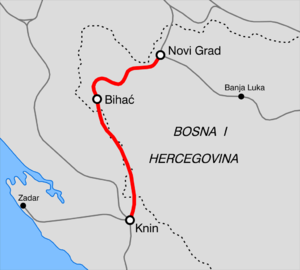 Novi Grad
Banja Luka
Bihać
BOSNA I
HERCEGOVINA
Zadar
Knin